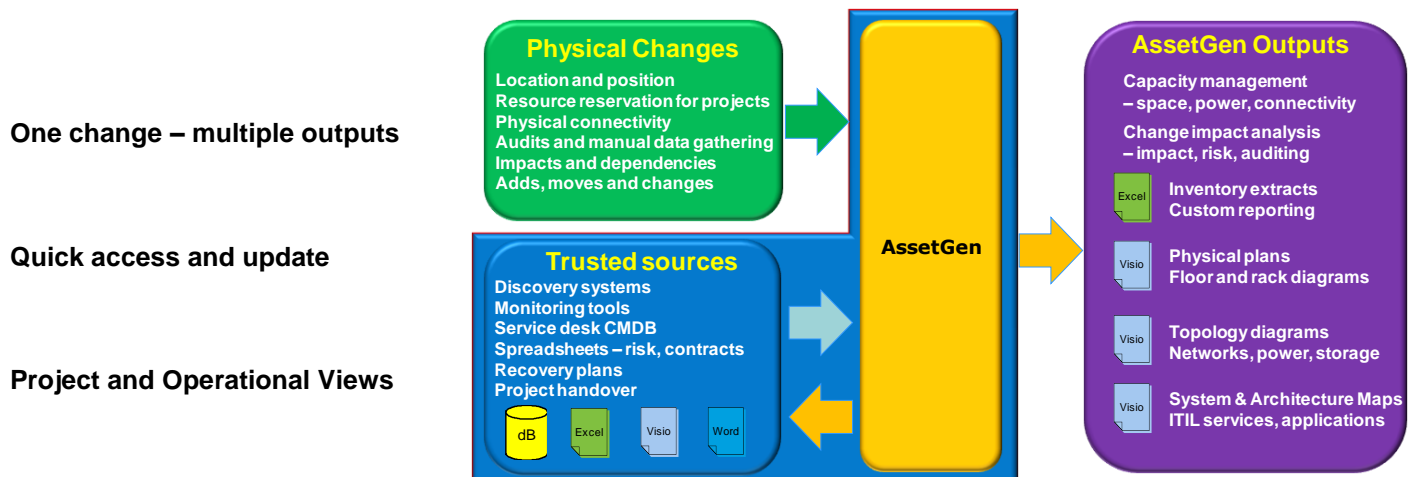 One change – multiple outputs
Quick access and update
Project and Operational Views
Physical Changes
Location and position
Resource reservation for projects
Physical connectivity
Audits and manual data gathering
Impacts and dependencies
Adds, moves and changes
Trusted sources
Discovery systems
Monitoring tools
Service desk CMDB
Spreadsheets – risk, contracts
Recovery plans
Project handover
dB
Excel
Visio
Word
AssetGen
AssetGen Outputs
Capacity management
– space, power, connectivity
Change impact analysis
– impact, risk, auditing
Excel
Inventory extracts
Custom reporting
Visio
Physical plans
Floor and rack diagrams
Visio
Topology diagrams
Networks, power, storage
Visio
System & Architecture Maps
ITIL services, applications